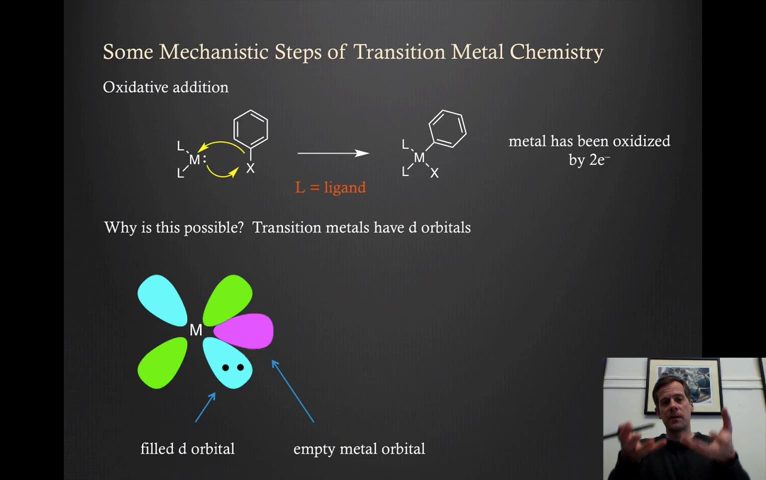 Some Mechanistic Steps of Transition Metal Chemistry
Oxidative addition
L
M:
L
X
L = ligand
L
M
L
X
metal has been oxidized
by 2e⁻
Why is this possible? Transition metals have d orbitals
M
filled d orbital
empty metal orbital